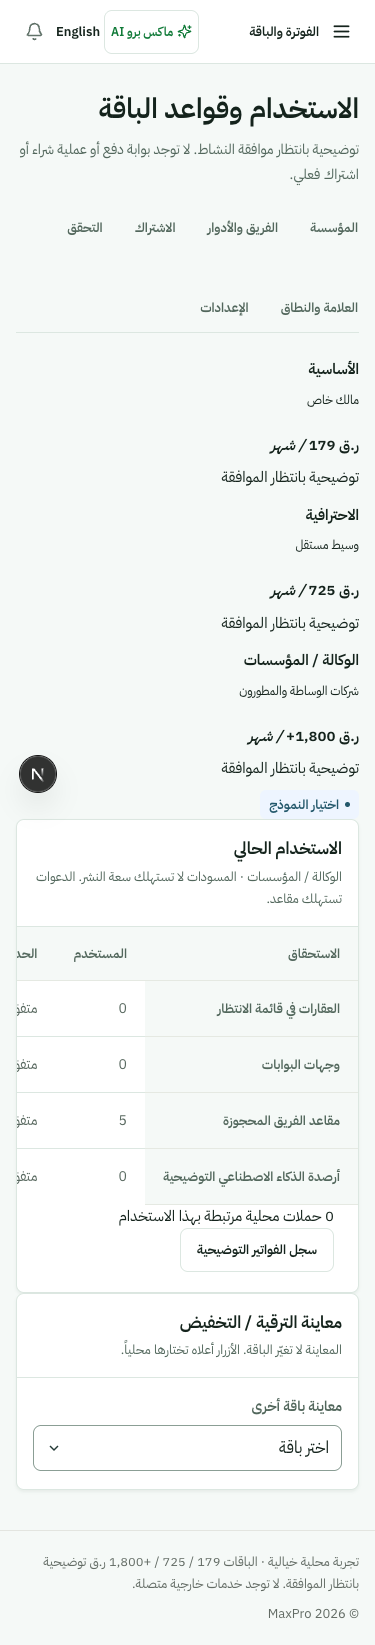 الفوترة والباقة
ماكس برو AI
English
الاستخدام وقواعد الباقة
توضيحية بانتظار موافقة النشاط. لا توجد بوابة دفع أو عملية شراء أو
اشتراك فعلي.
المؤسسة الفريق والأدوار الاشتراك التحقق
العلامة والنطاق الإعدادات
الأساسية
مالك خاص
ر.ق 179 / شهر
توضيحية بانتظار الموافقة
الاحترافية
وسيط مستقل
ر.ق 725 / شهر
توضيحية بانتظار الموافقة
الوكالة / المؤسسات
شركات الوساطة والمطورون
ر.ق 1,800+ / شهر
توضيحية بانتظار الموافقة
N
• اختيار النموذج
الاستخدام الحالي
الوكالة / المؤسسات · المسودات لا تستهلك سعة النشر. الدعوات
تستهلك مقاعد.
الاستحقاق المستخدم
العقارات في قائمة الانتظار 0
وجهات البوابات 0
مقاعد الفريق المحجوزة 5
أرصدة الذكاء الاصطناعي التوضيحية 0
0 حملات محلية مرتبطة بهذا الاستخدام
سجل الفواتير التوضيحية
معاينة الترقية / التخفيض
المعاينة لا تغيّر الباقة. الأزرار أعلاه تختارها محلياً.
معاينة باقة أخرى
اختر باقة
تجربة محلية خيالية · الباقات 179 / 725 / +1,800 ر.ق توضيحية
بانتظار الموافقة. لا توجد خدمات خارجية متصلة.
© 2026 MaxPro